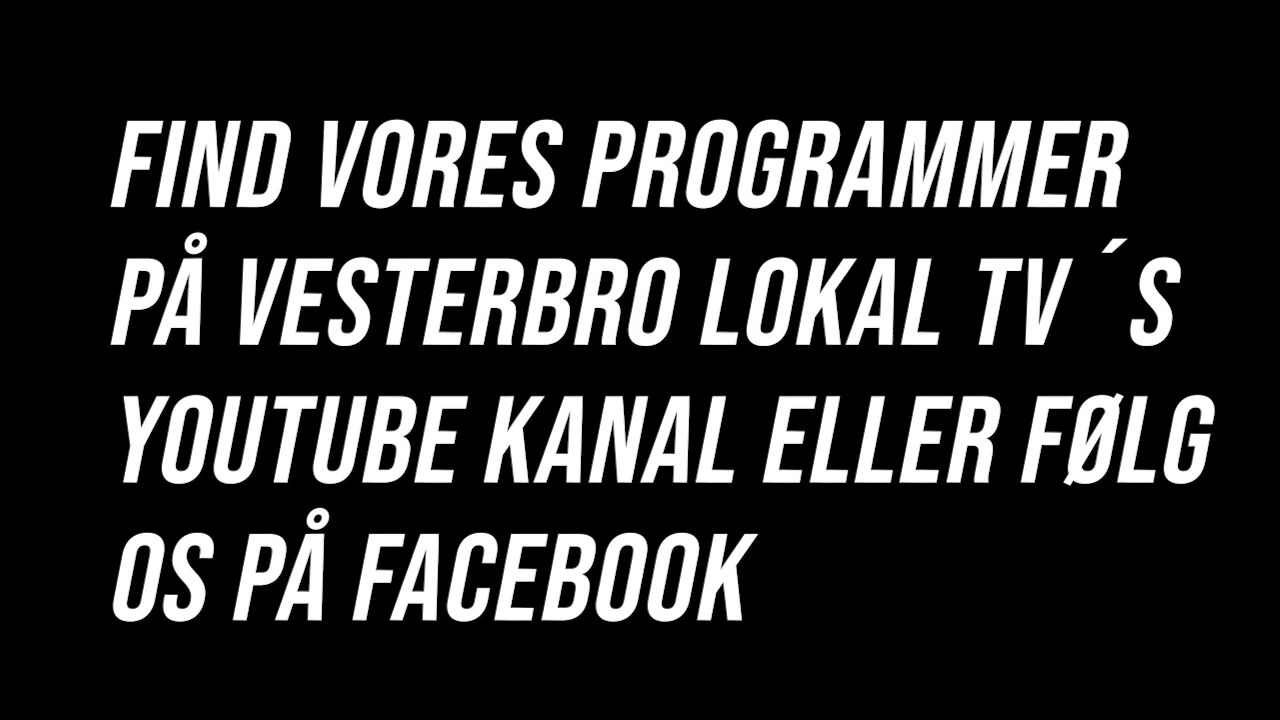 FIND VORES PROGRAMMER
PÅ VESTERBRO LOKAL TV´S
YOUTUBE KANAL ELLER FØLG
OS PÅ FACEBOOK